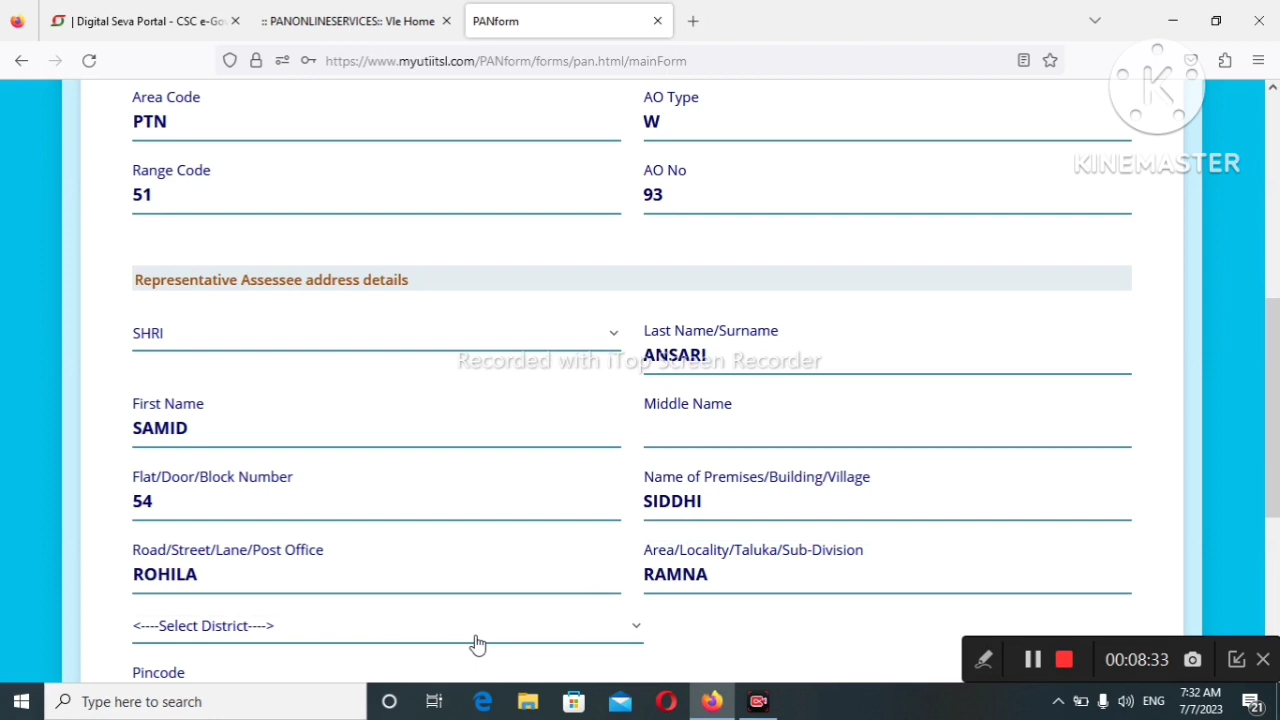 | Digital Seva Portal - CSC e-Gov
:: PANONLINESERVICES:: Vle Home
PANform
https://www.myutiitsl.com/PANform/forms/pan.html/mainForm
K
KINEMASTER
Area Code
PTN
AO Type
W
Range Code
51
AO No
93
Representative Assessee address details
SHRI
Last Name/Surname
ANSARI
Recorded with iTop Screen Recorder
First Name
SAMID
Middle Name
Flat/Door/Block Number
54
Name of Premises/Building/Village
SIDDHI
Road/Street/Lane/Post Office
ROHILA
Area/Locality/Taluka/Sub-Division
RAMNA
<----Select District---->
Pincode
00:08:33
Type here to search
ENG
7:32 AM
7/7/2023
21